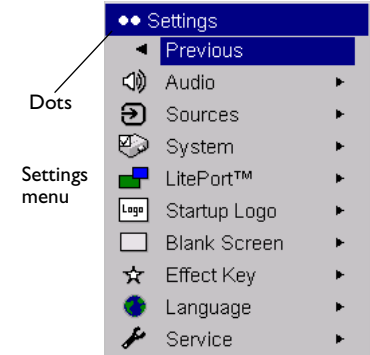 Settings
Previous
Audio
Dots
Sources
System
Settings
menu
LitePort™
Logo
Startup Logo
Blank Screen
Effect Key
Language
Service